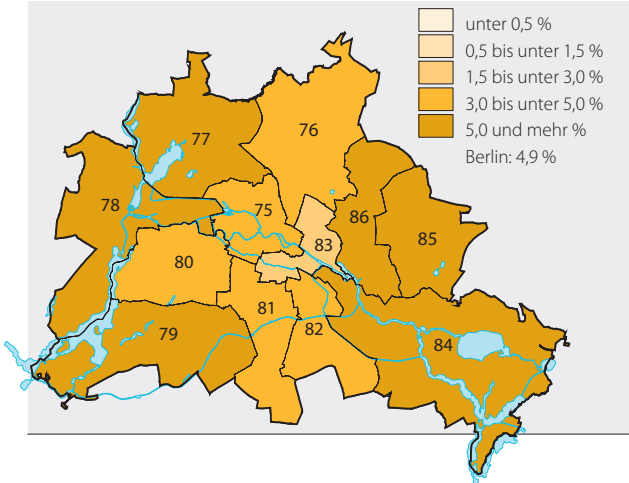 unter 0,5 %
0,5 bis unter 1,5 %
1,5 bis unter 3,0 %
3,0 bis unter 5,0 %
5,0 und mehr %
Berlin: 4,9 %
76
77
78
75
86
83
85
80
81
79
82
84